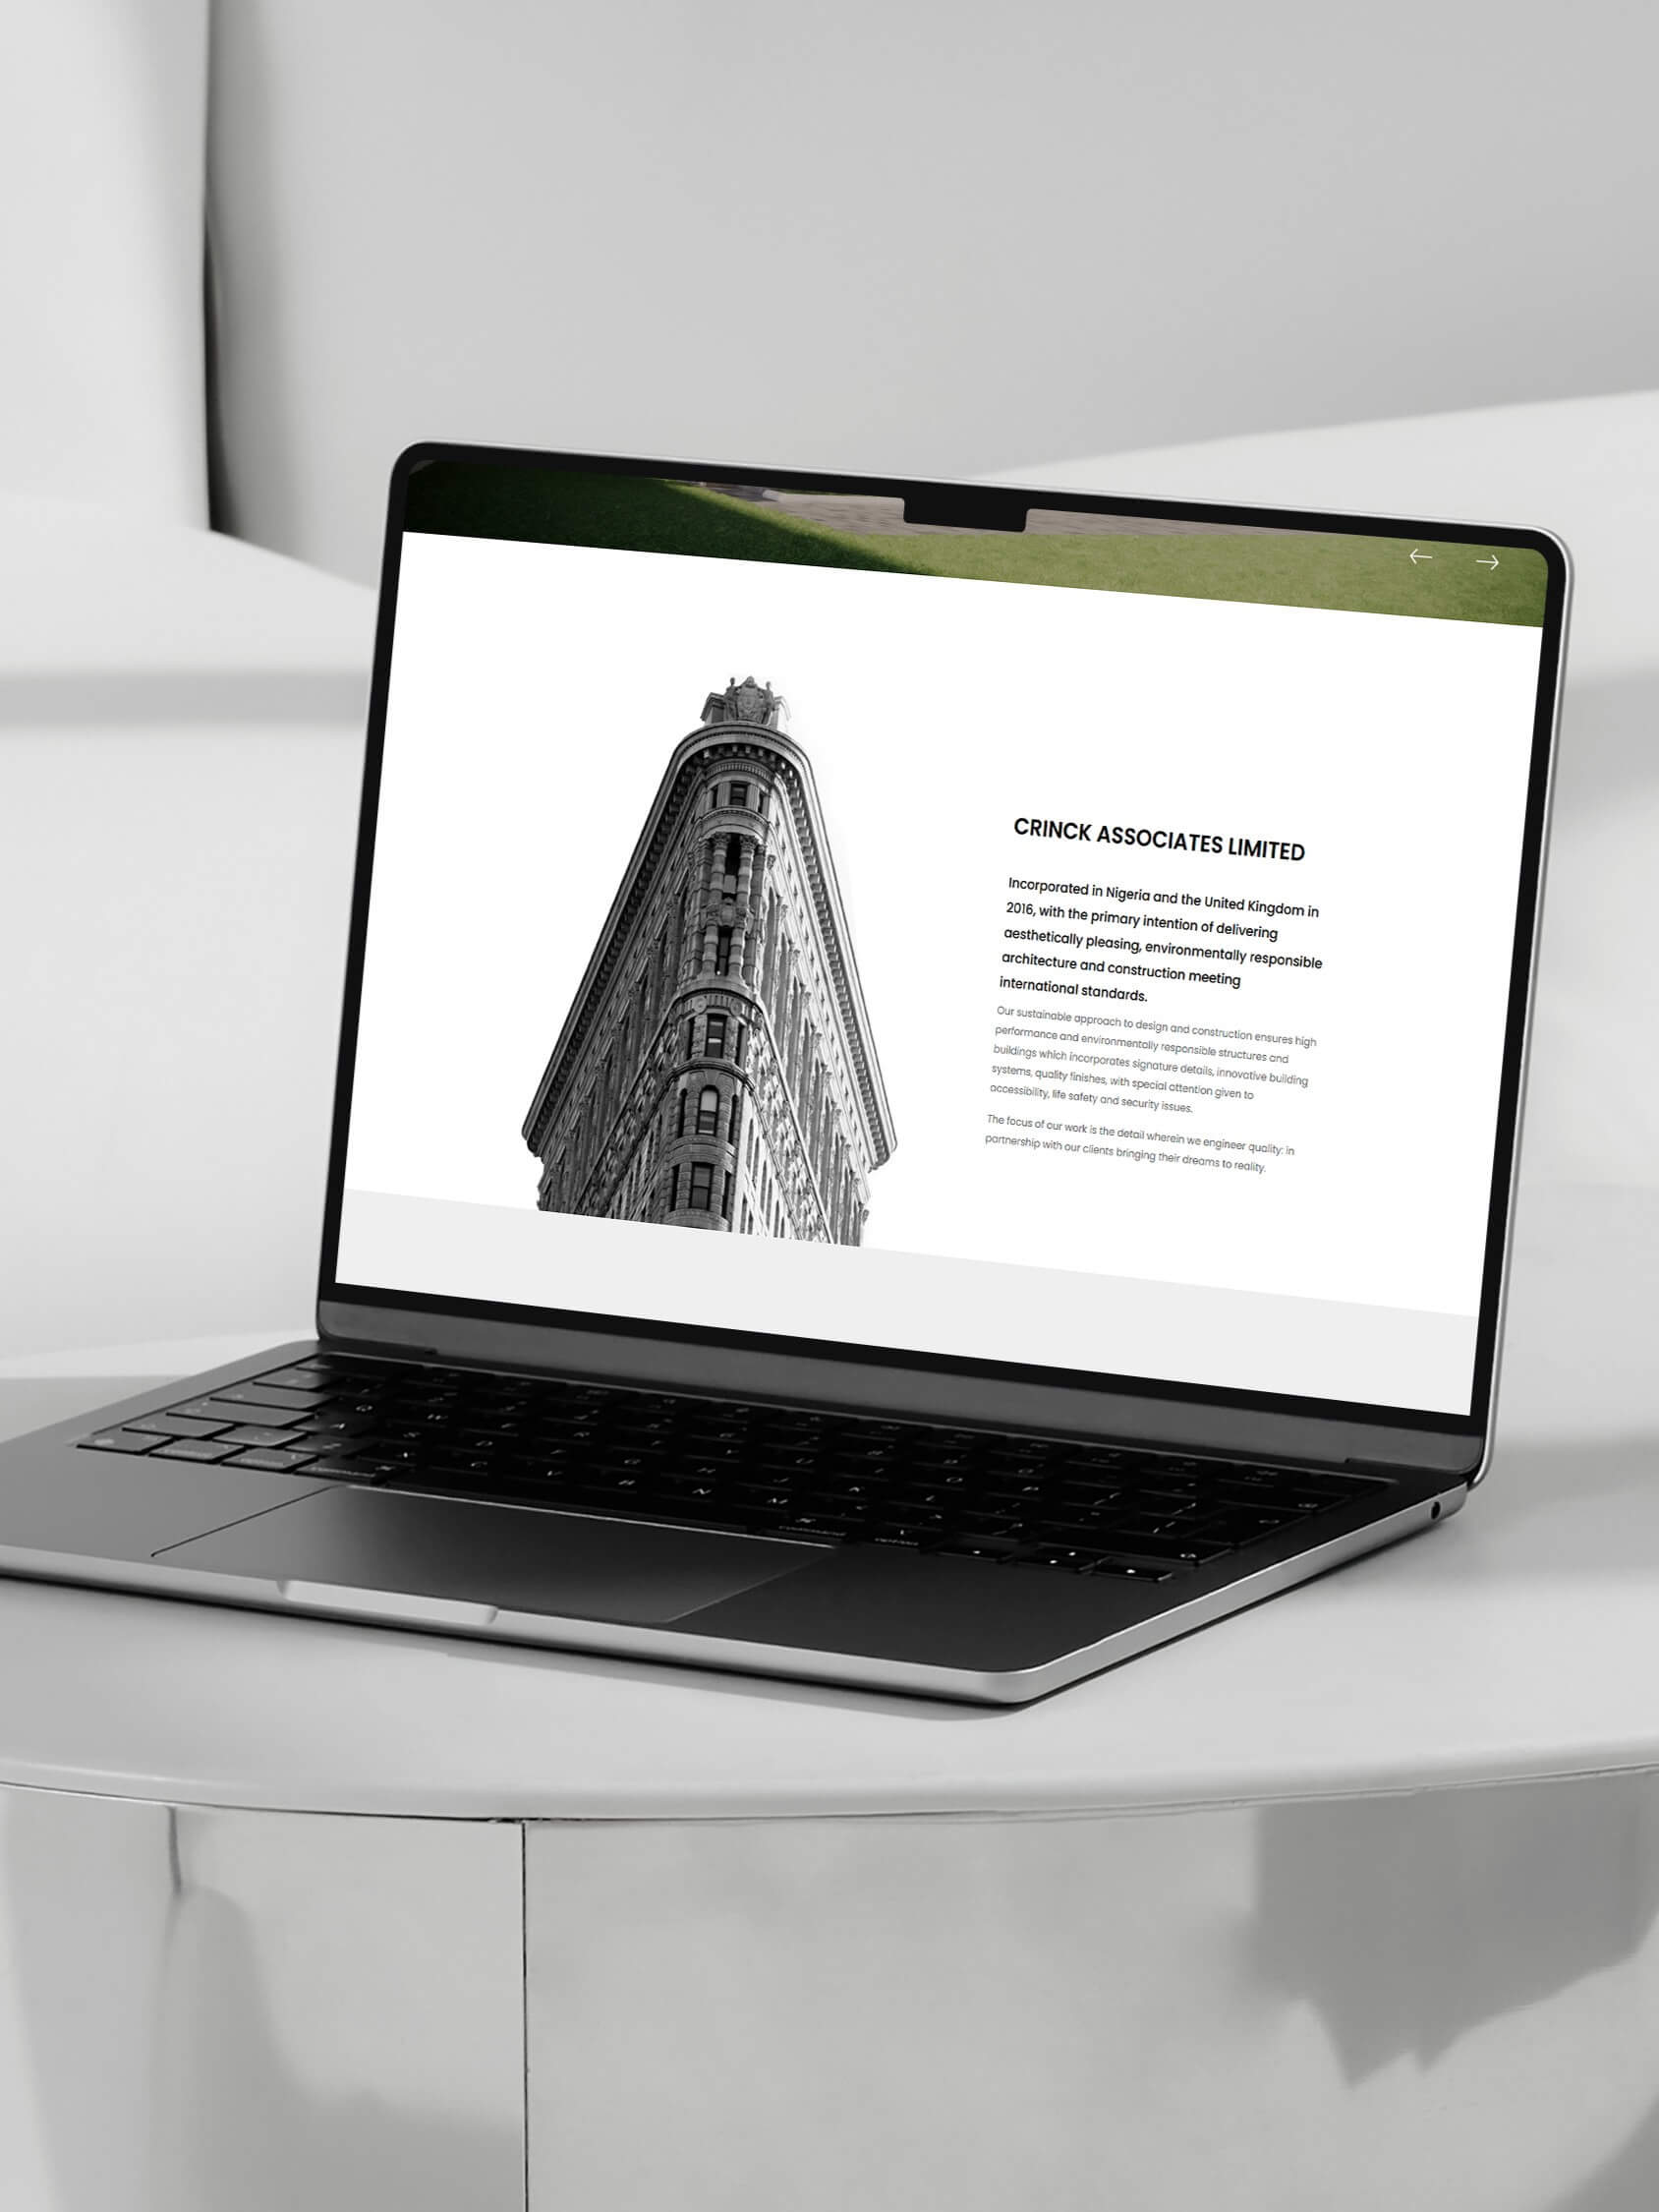 CRINCK ASSOCIATES LIMITED
Incorporated in Nigeria and the United Kingdom in
2016, with the primary intention of delivering
aesthetically pleasing, environmentally responsible
architecture and construction meeting
international standards.
Our sustainable approach to design and construction ensures high
performance and environmentally responsible structures and
buildings which incorporates signature details, innovative building
systems, quality finishes, with special attention given to
accessibility, life safety and security issues.
The focus of our work is the detail wherein we engineer quality: in
partnership with our clients bringing their dreams to reality.
Q W E R T Y U I O P
A S D F G H J K L
Z X C V B N M
command
option